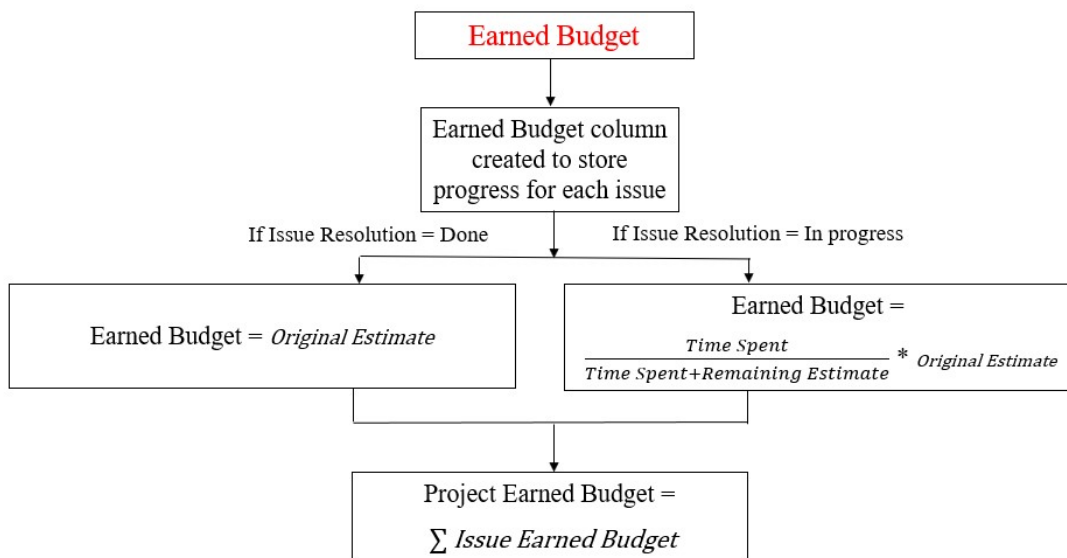 Earned Budget
Earned Budget column
created to store
progress for each issue
If Issue Resolution = Done
If Issue Resolution = In progress
Earned Budget = Original Estimate
Earned Budget =
Time Spent
Time Spent+Remaining Estimate
* Original Estimate
Project Earned Budget =
∑ Issue Earned Budget